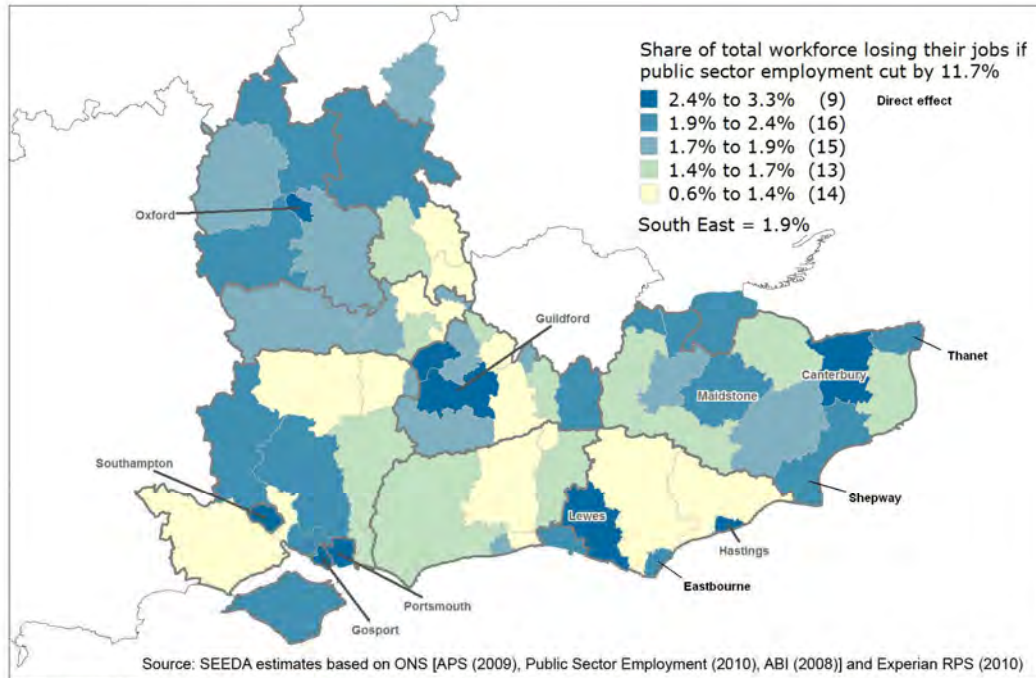 Share of total workforce losing their jobs if
public sector employment cut by 11.7%
2.4% to 3.3% (9) Direct effect
1.9% to 2.4% (16)
1.7% to 1.9% (15)
1.4% to 1.7% (13)
0.6% to 1.4% (14)
South East = 1.9%
Oxford
Guildford
Thanet
Canterbury
Maidstone
Southampton
Shepway
Lewes
Hastings
Eastbourne
Portsmouth
Gosport
Source: SEEDA estimates based on ONS [APS (2009), Public Sector Employment (2010), ABI (2008)] and Experian RPS (2010)